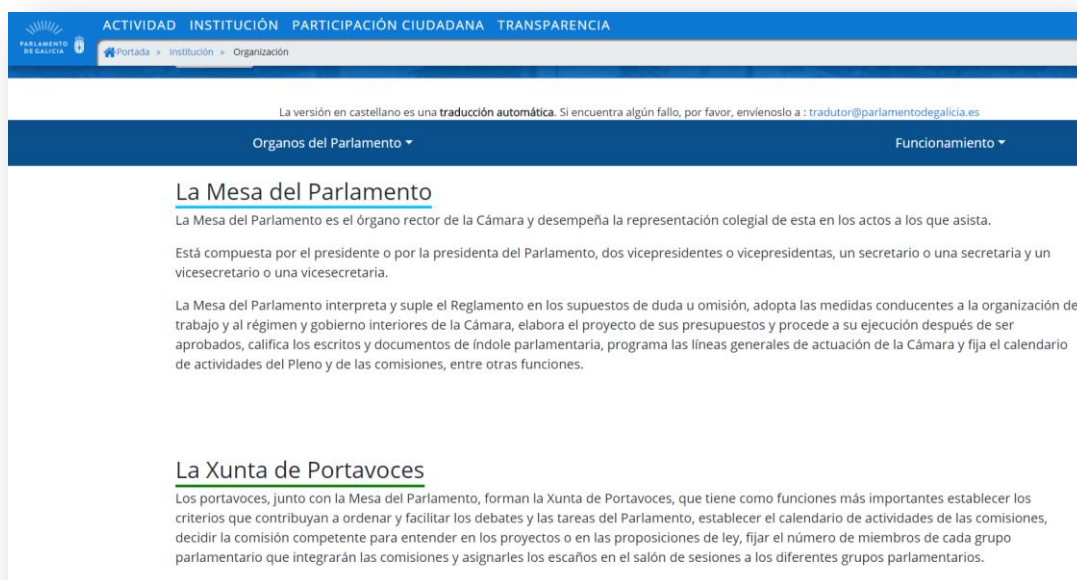 ACTIVIDAD INSTITUCIÓN PARTICIPACIÓN CIUDADANA TRANSPARENCIA
PARLAMENTO
DE GALICIA
Portada » Institución » Organización
La versión en castellano es una traducción automática. Si encuentra algún fallo, por favor, envíenoslo a : tradutor@parlamentodegalicia.es
Organos del Parlamento
Funcionamiento
La Mesa del Parlamento
La Mesa del Parlamento es el órgano rector de la Cámara y desempeña la representación colegial de esta en los actos a los que asista.
Está compuesta por el presidente o por la presidenta del Parlamento, dos vicepresidentes o vicepresidentas, un secretario o una secretaria y un
vicesecretario o una vicesecretaria.
La Mesa del Parlamento interpreta y suple el Reglamento en los supuestos de duda u omisión, adopta las medidas conducentes a la organización de
trabajo y al régimen y gobierno interiores de la Cámara, elabora el proyecto de sus presupuestos y procede a su ejecución después de ser
aprobados, califica los escritos y documentos de índole parlamentaria, programa las líneas generales de actuación de la Cámara y fija el calendario
de actividades del Pleno y de las comisiones, entre otras funciones.
La Xunta de Portavoces
Los portavoces, junto con la Mesa del Parlamento, forman la Xunta de Portavoces, que tiene como funciones más importantes establecer los
criterios que contribuyan a ordenar y facilitar los debates y las tareas del Parlamento, establecer el calendario de actividades de las comisiones,
decidir la comisión competente para entender en los proyectos o en las proposiciones de ley, fijar el número de miembros de cada grupo
parlamentario que integrarán las comisiones y asignarles los escaños en el salón de sesiones a los diferentes grupos parlamentarios.